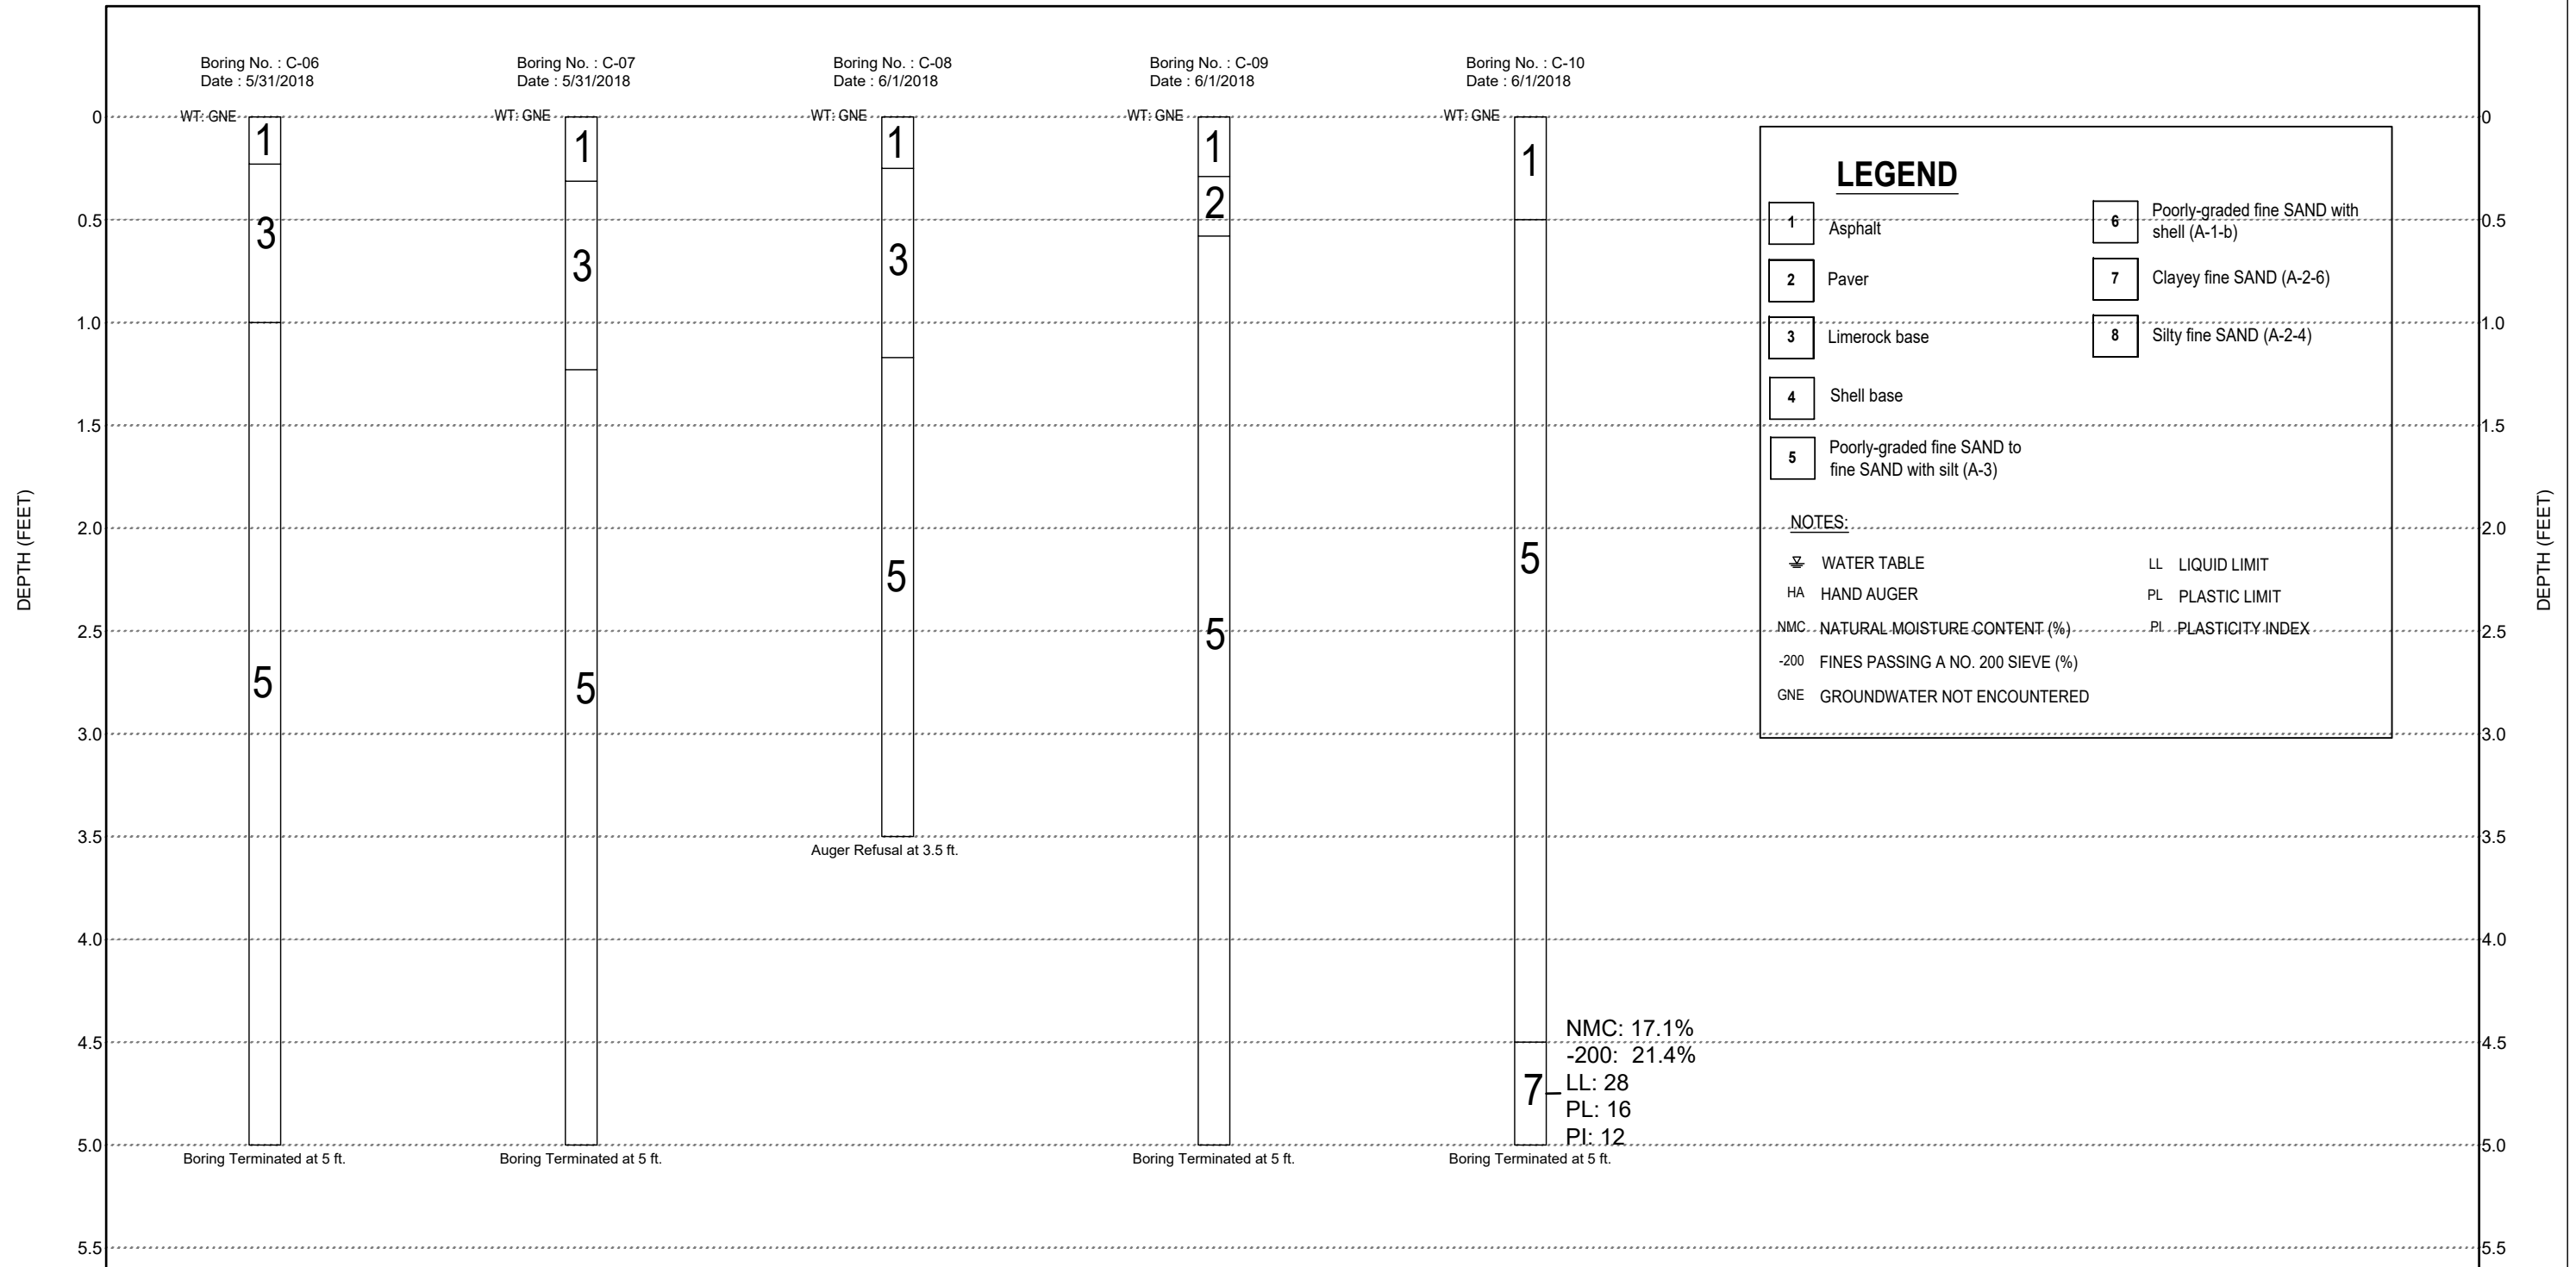 Boring No. : C-06
Date : 5/31/2018
Boring No. : C-07
Date : 5/31/2018
Boring No. : C-08
Date : 6/1/2018
Boring No. : C-09
Date : 6/1/2018
Boring No. : C-10
Date : 6/1/2018
DEPTH (FEET)
0
0.5
1.0
1.5
2.0
2.5
3.0
3.5
4.0
4.5
5.0
5.5
WT: GNE
1
3
5
Boring Terminated at 5 ft.
WT: GNE
1
3
5
Boring Terminated at 5 ft.
WT: GNE
1
3
5
Auger Refusal at 3.5 ft.
WT: GNE
1
2
5
Boring Terminated at 5 ft.
WT: GNE
1
5
7
NMC: 17.1%
-200: 21.4%
LL: 28
PL: 16
PI: 12
Boring Terminated at 5 ft.
LEGEND
1 Asphalt
2 Paver
3 Limerock base
4 Shell base
5 Poorly-graded fine SAND to
fine SAND with silt (A-3)
6 Poorly-graded fine SAND with
shell (A-1-b)
7 Clayey fine SAND (A-2-6)
8 Silty fine SAND (A-2-4)
NOTES:
WATER TABLE
HA HAND AUGER
NMC NATURAL MOISTURE CONTENT (%)
-200 FINES PASSING A NO. 200 SIEVE (%)
GNE GROUNDWATER NOT ENCOUNTERED
LL LIQUID LIMIT
PL PLASTIC LIMIT
PI PLASTICITY INDEX
0
0.5
1.0
1.5
2.0
2.5
3.0
3.5
4.0
4.5
5.0
5.5
DEPTH (FEET)